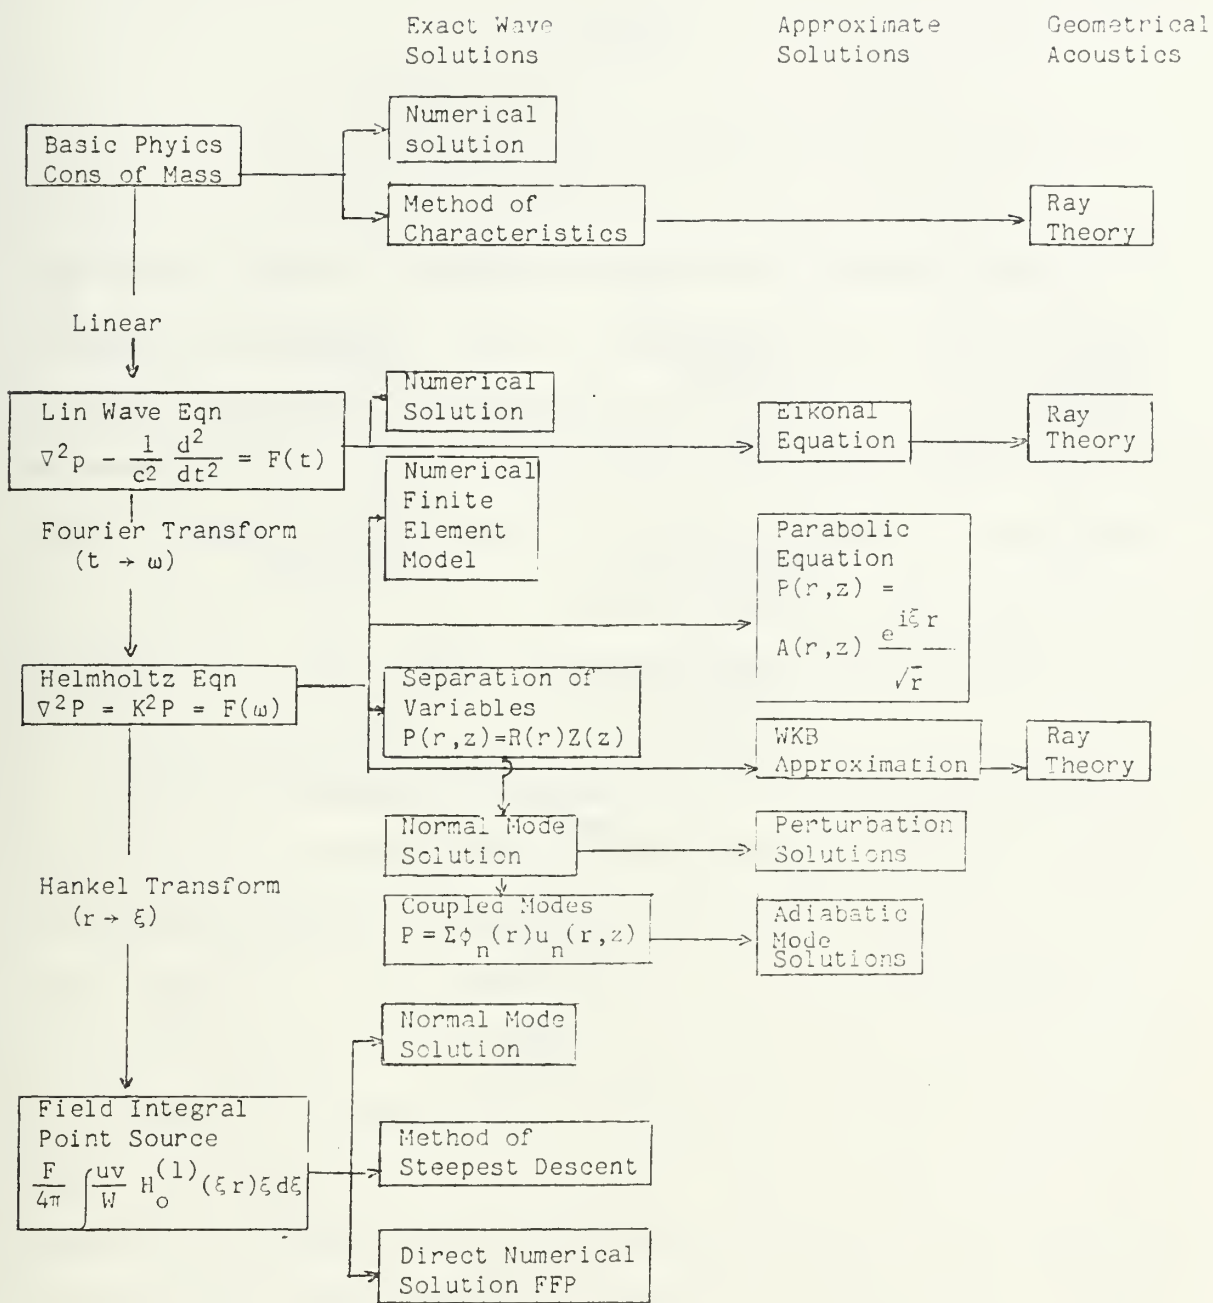 Exact Wave
Solutions
Approximate
Solutions
Geometrical
Acoustics
Basic Phyics
Cons of Mass
Numerical
solution
Method of
Characteristics
Ray
Theory
Linear
Lin Wave Eqn
∇²p - 1/c² d²/dt² = F(t)
Numerical
Solution
Eikonal
Equation
Ray
Theory
Fourier Transform
(t → ω)
Numerical
Finite
Element
Model
Parabolic
Equation
P(r,z) =
A(r,z) e^{iξr}/√r
Helmholtz Eqn
∇²P = K²P = F(ω)
Separation of
Variables
P(r,z)=R(r)Z(z)
WKB
Approximation
Ray
Theory
Normal Mode
Solution
Perturbation
Solutions
Hankel Transform
(r → ξ)
Coupled Modes
P = Σϕ_n(r)u_n(r,z)
Adiabatic
Mode
Solutions
Normal Mode
Solution
Field Integral
Point Source
F/4π ∫ uv/W H_o^(1)(ξr)ξdξ
Method of
Steepest Descent
Direct Numerical
Solution FFP